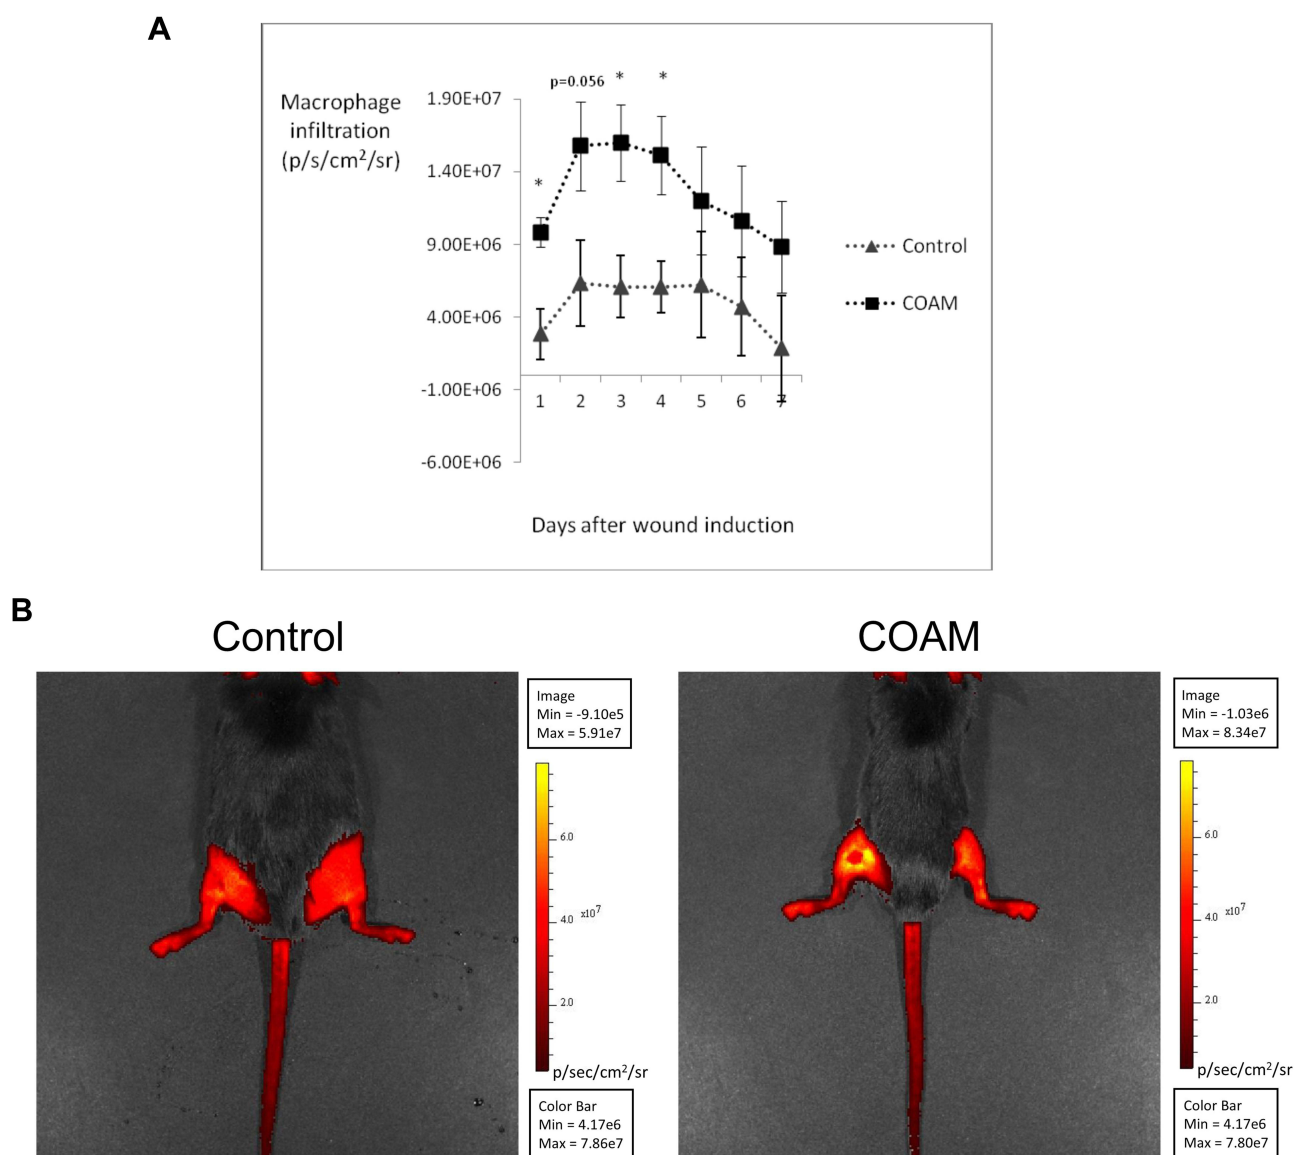 A
Macrophage
infiltration
(p/s/cm²/sr)
p=0.056
*
*
*
1.90E+07
1.40E+07
9.00E+06
4.00E+06
-1.00E+06
-6.00E+06
1
2
3
4
5
6
7
Control
COAM
Days after wound induction
B
Control
COAM
Image
Min = -9.10e5
Max = 5.91e7
6.0
4.0
x10⁷
2.0
p/sec/cm²/sr
Color Bar
Min = 4.17e6
Max = 7.86e7
Image
Min = -1.03e6
Max = 8.34e7
6.0
4.0
x10⁷
2.0
p/sec/cm²/sr
Color Bar
Min = 4.17e6
Max = 7.80e7